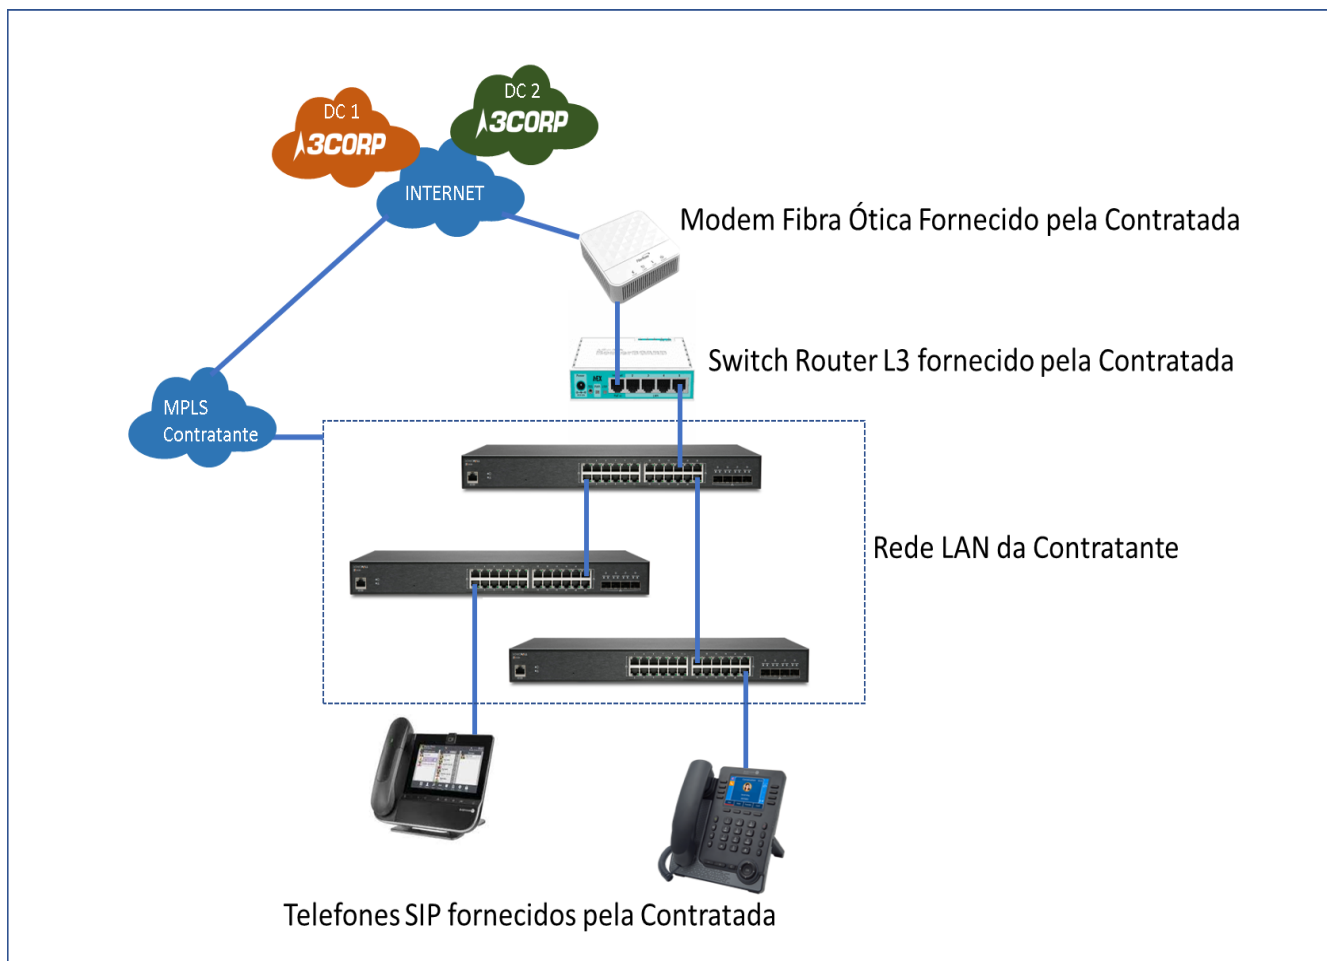 DC 2
3CORP
DC 1
3CORP
INTERNET
Modem Fibra Ótica Fornecido pela Contratada
Switch Router L3 fornecido pela Contratada
MPLS
Contratante
Rede LAN da Contratante
Telefones SIP fornecidos pela Contratada